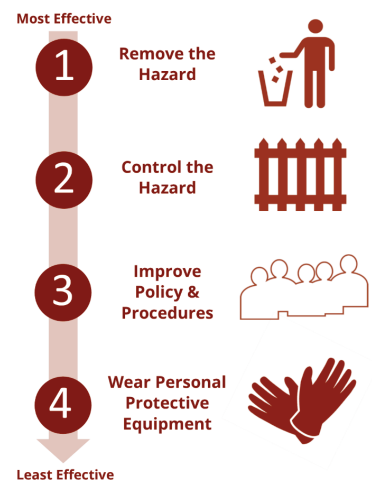 Most Effective
1
Remove the
Hazard
2
Control the
Hazard
3
Improve
Policy &
Procedures
4
Wear Personal
Protective
Equipment
Least Effective